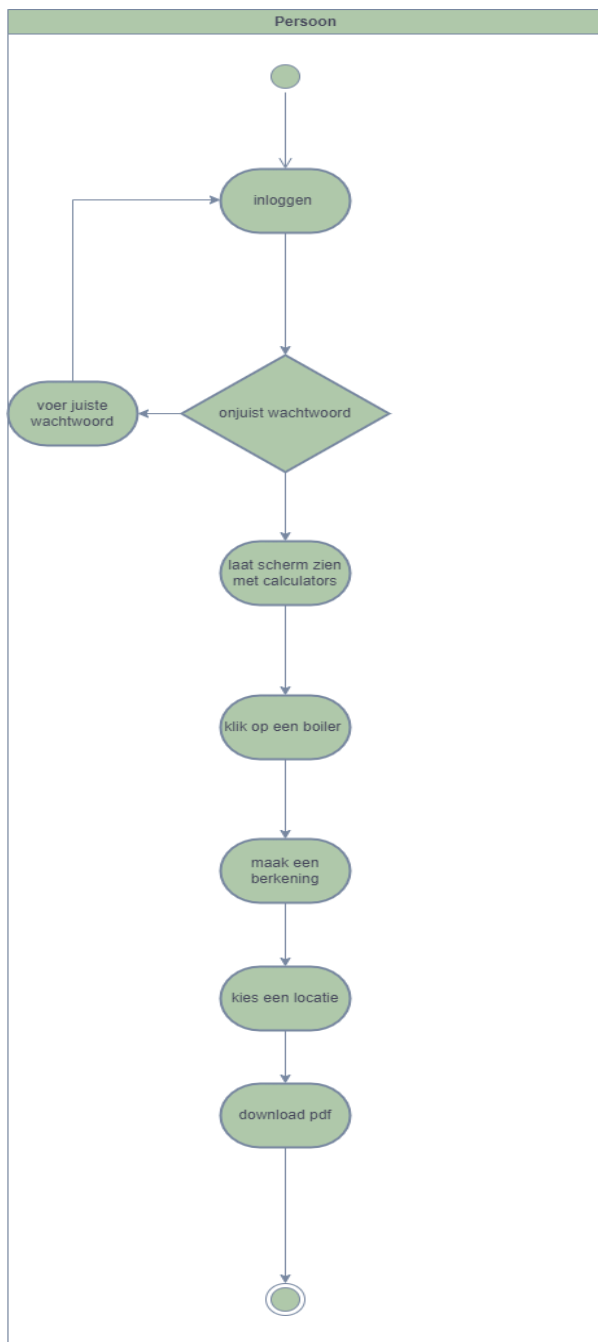 Persoon
inloggen
voer juiste
wachtwoord
onjuist wachtwoord
laat scherm zien
met calculators
klik op een boiler
maak een
berkening
kies een locatie
download pdf